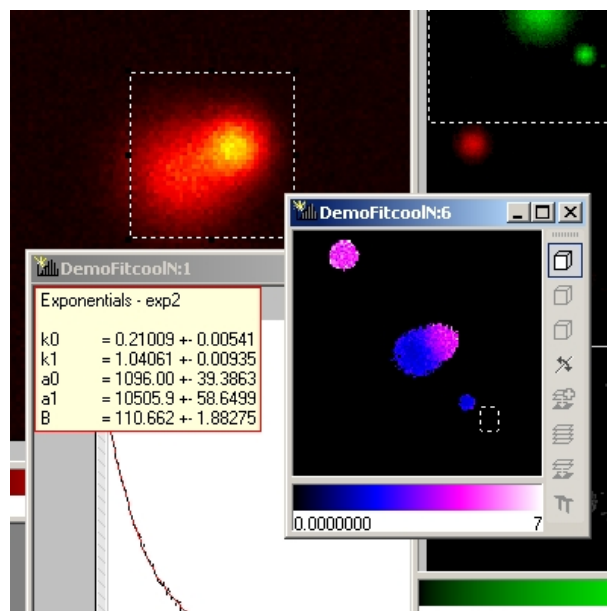 DemoFitcoolN:6
DemoFitcoolN:1
Exponentials - exp2
k0 = 0.21009 +- 0.00541
k1 = 1.04061 +- 0.00935
a0 = 1096.00 +- 39.3863
a1 = 10505.9 +- 58.6499
B = 110.662 +- 1.88275
0.0000000 7